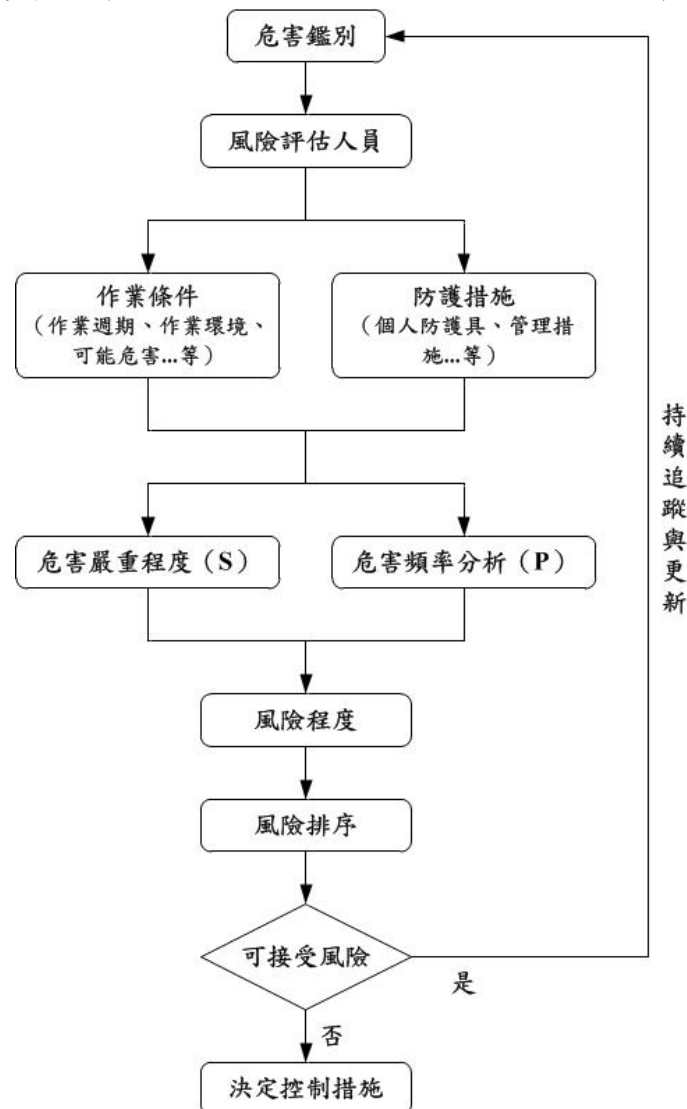 危害鑑別
風險評估人員
作業條件
（作業週期、作業環境、
可能危害...等）
防護措施
（個人防護具、管理措
施...等）
危害嚴重程度（S）
危害頻率分析（P）
風險程度
風險排序
可接受風險
是
否
決定控制措施
持續追蹤與更新